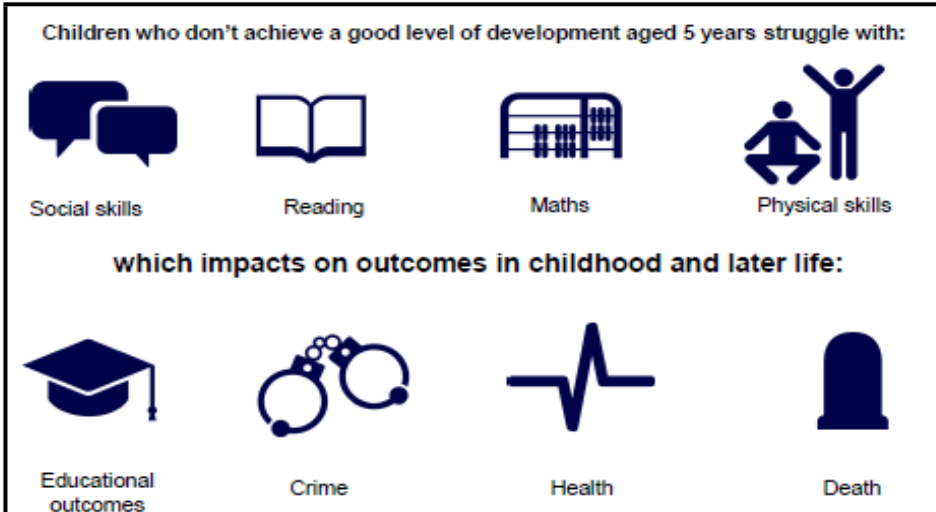 Children who don't achieve a good level of development aged 5 years struggle with:
Social skills
Reading
Maths
Physical skills
which impacts on outcomes in childhood and later life:
Educational
outcomes
Crime
Health
Death